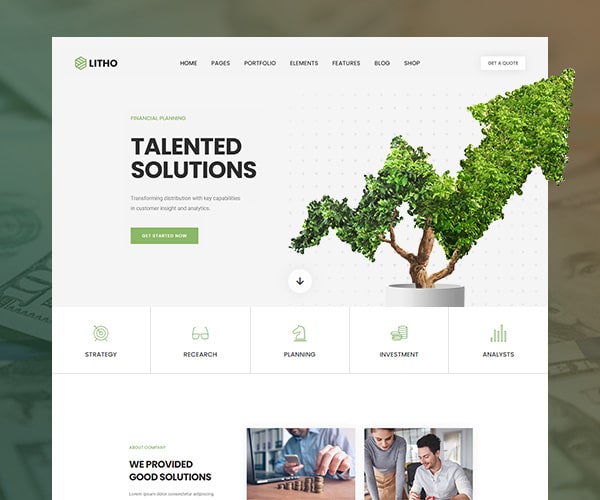 LITHO
HOME PAGES PORTFOLIO ELEMENTS FEATURES BLOG SHOP
GET A QUOTE
FINANCIAL PLANNING
TALENTED
SOLUTIONS
Transforming distribution with key capabilities
in customer insight and analytics.
GET STARTED NOW
STRATEGY
RECEARCH
PLANNING
INVESTMENT
ANALYSTS
ABOUT COMPANY
WE PROVIDED
GOOD SOLUTIONS
Lorem ipsum dolor consectetur adipiscing